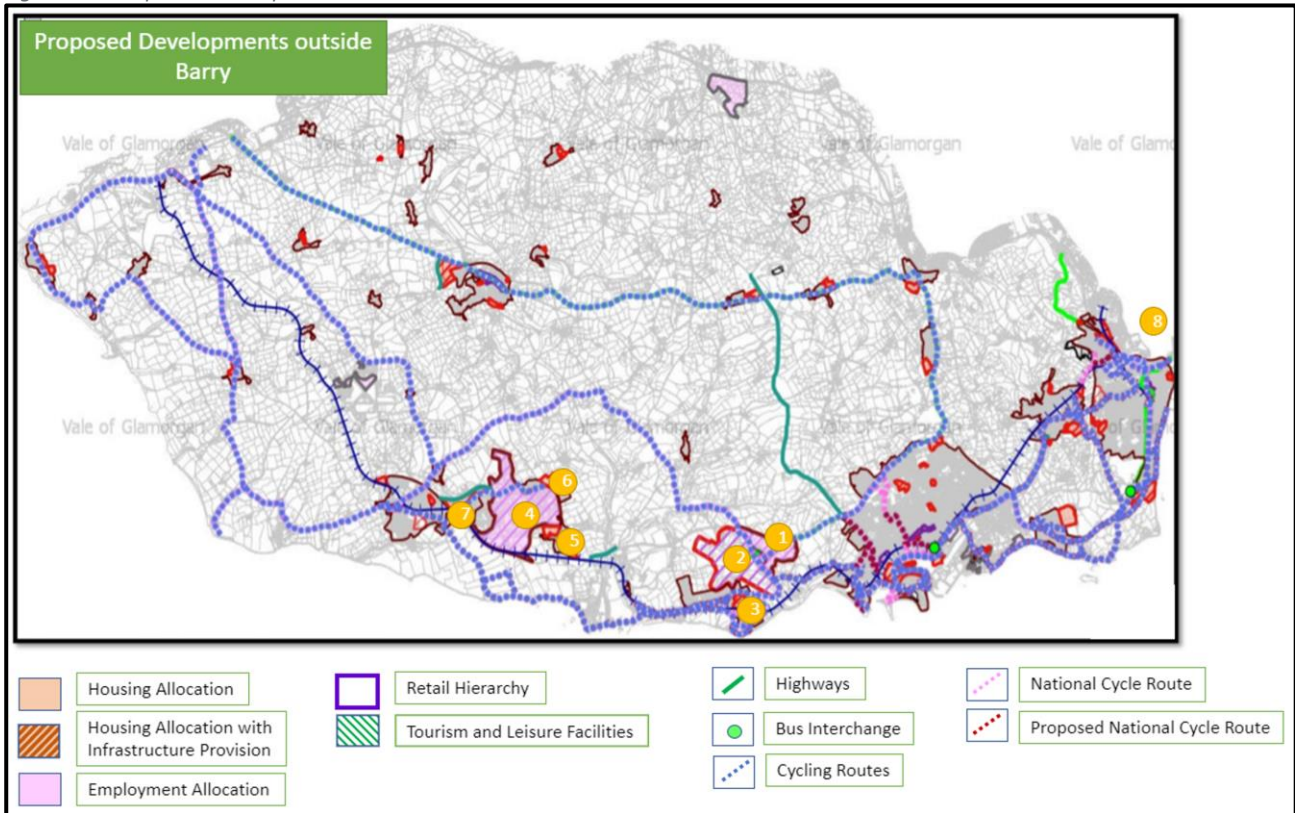 Proposed Developments outside
Barry
Vale of Glamorgan
Vale of Glamorgan
Vale of Glamorgan
Vale of Glamorgan
Vale of Glamo
8
Vale of Glamorgan
Vale of Glamorgan
Vale of Glamorgan
Vale of Glamorgan
6
7
4
5
1
2
3
Housing Allocation
Housing Allocation with
Infrastructure Provision
Employment Allocation
Retail Hierarchy
Tourism and Leisure Facilities
Highways
Bus Interchange
Cycling Routes
National Cycle Route
Proposed National Cycle Route